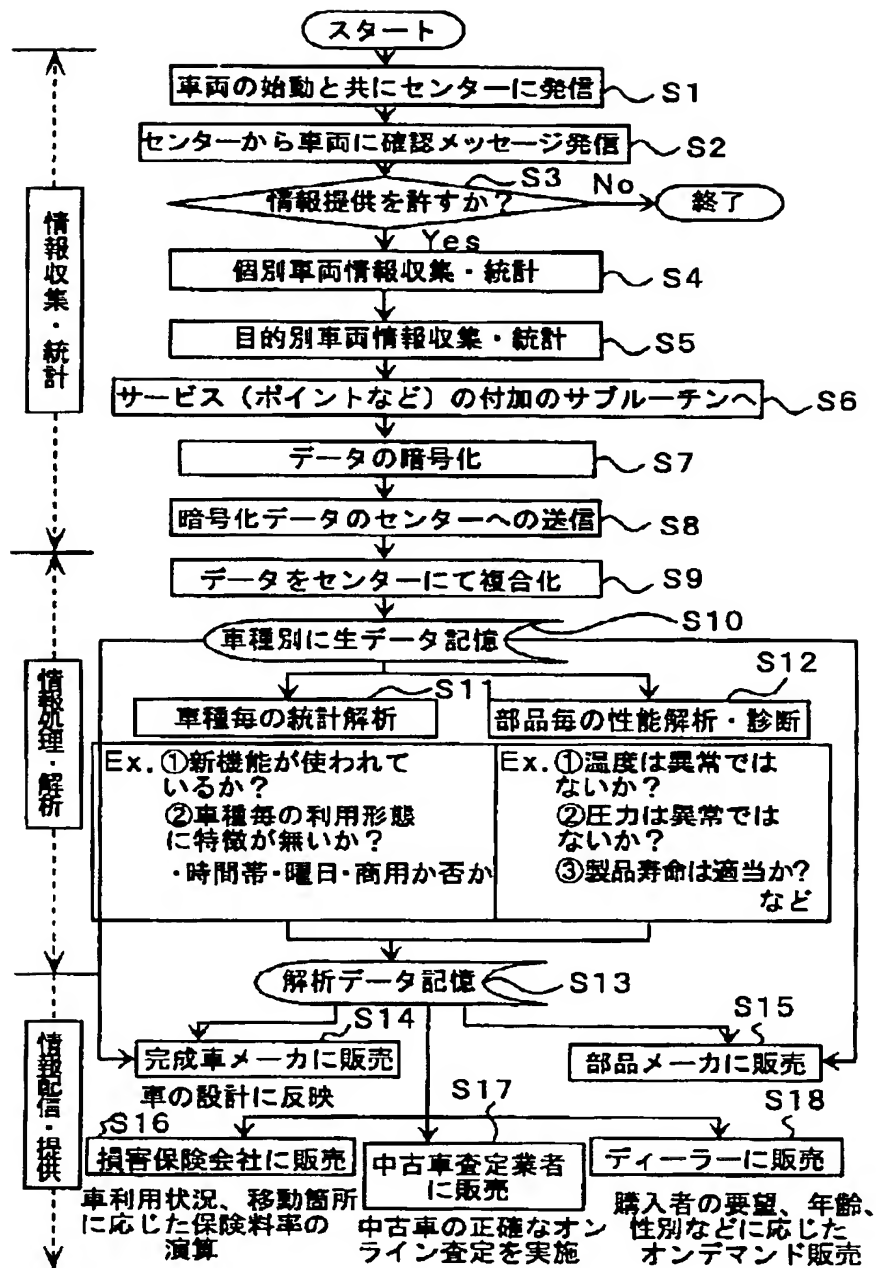 スタート
車両の始動と共にセンターに発信
S1
センターから車両に確認メッセージ発信
S2
S3
情報提供を許すか?
No
終了
Yes
個別車両情報収集・統計
S4
目的別車両情報収集・統計
S5
サービス(ポイントなど)の付加のサブルーチンへ
S6
データの暗号化
S7
暗号化データのセンターへの送信
S8
情報収集・統計
データをセンターにて複合化
S9
車種別に生データ記憶
S10
S11
車種毎の統計解析
S12
部品毎の性能解析・診断
Ex.①新機能が使われて
いるか?
②車種毎の利用形態
に特徴が無いか?
・時間帯・曜日・商用か否か
Ex.①温度は異常では
ないか?
②圧力は異常では
ないか?
③製品寿命は適当か?
など
情報処理・解析
解析データ記憶
S13
S14
完成車メーカに販売
車の設計に反映
S15
部品メーカに販売
S16
損害保険会社に販売
車利用状況、移動箇所
に応じた保険料率の
演算
S17
中古車査定業者
に販売
中古車の正確なオン
ライン査定を実施
S18
ディーラーに販売
購入者の要望、年齢、
性別などに応じた
オンデマンド販売
情報配信・提供